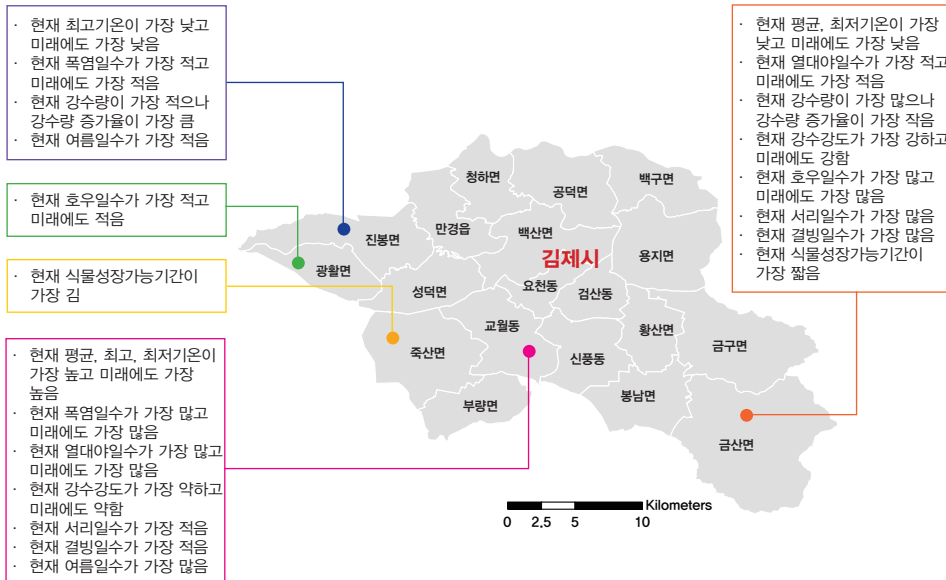 · 현재 최고기온이 가장 낮고
미래에도 가장 낮음
· 현재 폭염일수가 가장 적고
미래에도 가장 적음
· 현재 강수량이 가장 적으나
강수량 증가율이 가장 큼
· 현재 여름일수가 가장 적음
· 현재 호우일수가 가장 적고
미래에도 적음
· 현재 식물성장가능기간이
가장 김
· 현재 평균, 최고, 최저기온이
가장 높고 미래에도 가장
높음
· 현재 폭염일수가 가장 많고
미래에도 가장 많음
· 현재 열대야일수가 가장 많고
미래에도 가장 많음
· 현재 강수강도가 가장 약하고
미래에도 약함
· 현재 서리일수가 가장 적음
· 현재 결빙일수가 가장 적음
· 현재 여름일수가 가장 많음
· 현재 평균, 최저기온이 가장
낮고 미래에도 가장 낮음
· 현재 열대야일수가 가장 적고
미래에도 가장 적음
· 현재 강수량이 가장 많으나
강수량 증가율이 가장 작음
· 현재 강수강도가 가장 강하고
미래에도 강함
· 현재 호우일수가 가장 많고
미래에도 가장 많음
· 현재 서리일수가 가장 많음
· 현재 결빙일수가 가장 많음
· 현재 식물성장가능기간이
가장 짧음
청하면
공덕면
백구면
만경읍
백산면
진봉면
김제시
용지면
광활면
성덕면
요천동
검산동
교월동
황산면
금구면
죽산면
신풍동
부량면
봉남면
금산면
Kilometers
0 2.5 5 10